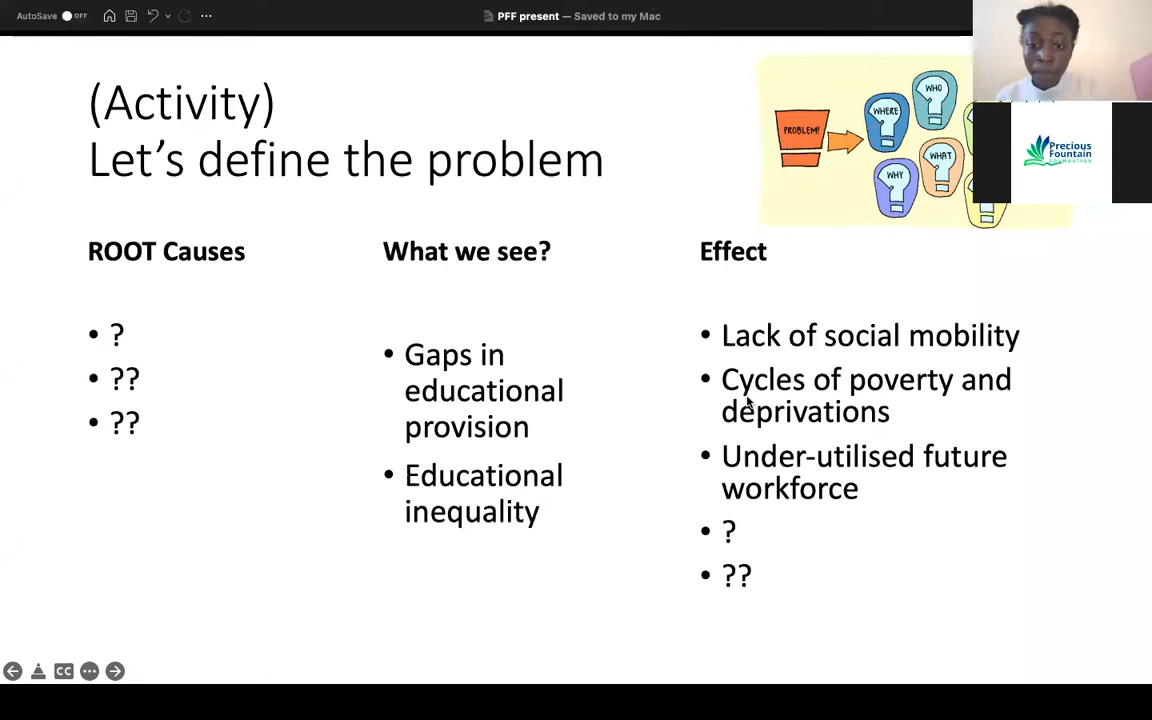 AutoSave OFF
PFF present — Saved to my Mac
(Activity)
Let's define the problem
PROBLEM!
WHERE
WHO
WHAT
WHY
Precious
Fountain
FOUNDATION
ROOT Causes
• ?
• ??
• ??
What we see?
• Gaps in
educational
provision
• Educational
inequality
Effect
• Lack of social mobility
• Cycles of poverty and
deprivations
• Under-utilised future
workforce
• ?
• ??
CC